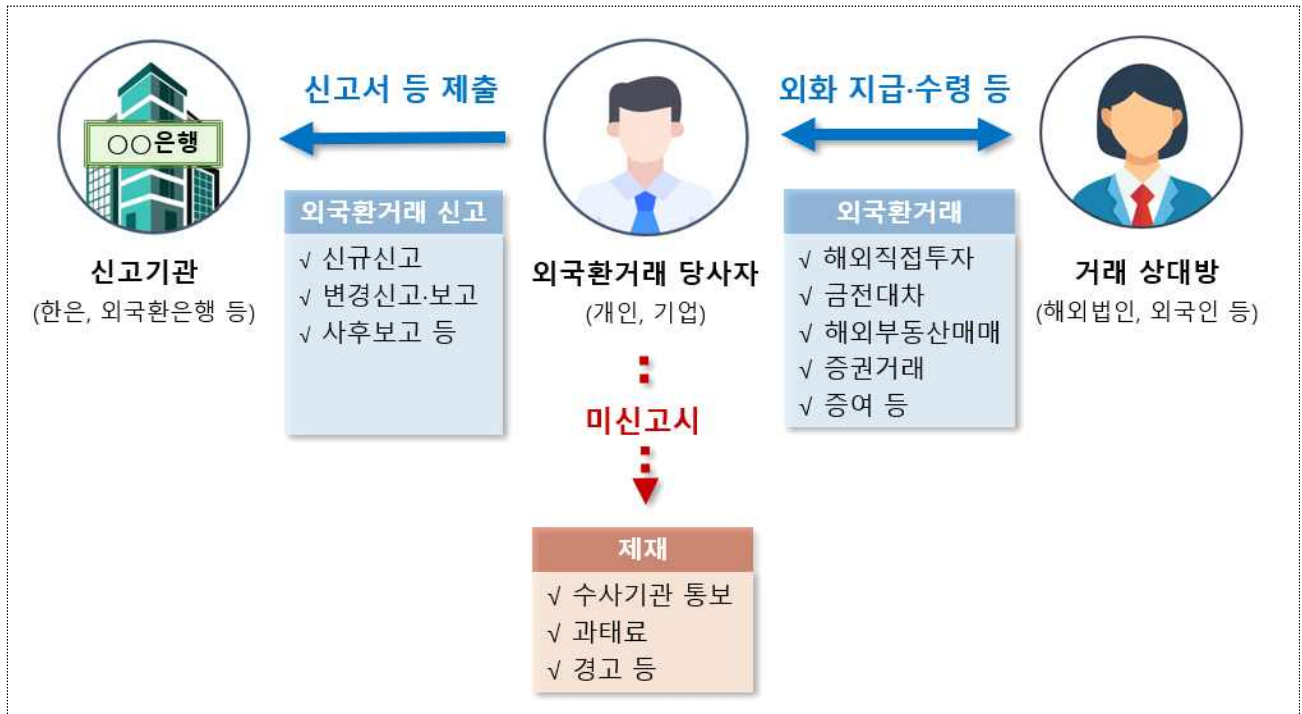 신고서 등 제출
외화 지급·수령 등
○○은행
외국환거래 신고
√ 신규신고
√ 변경신고·보고
√ 사후보고 등
외국환거래
√ 해외직접투자
√ 금전대차
√ 해외부동산매매
√ 증권거래
√ 증여 등
신고기관
(한은, 외국환은행 등)
외국환거래 당사자
(개인, 기업)
거래 상대방
(해외법인, 외국인 등)
미신고시
제재
√ 수사기관 통보
√ 과태료
√ 경고 등